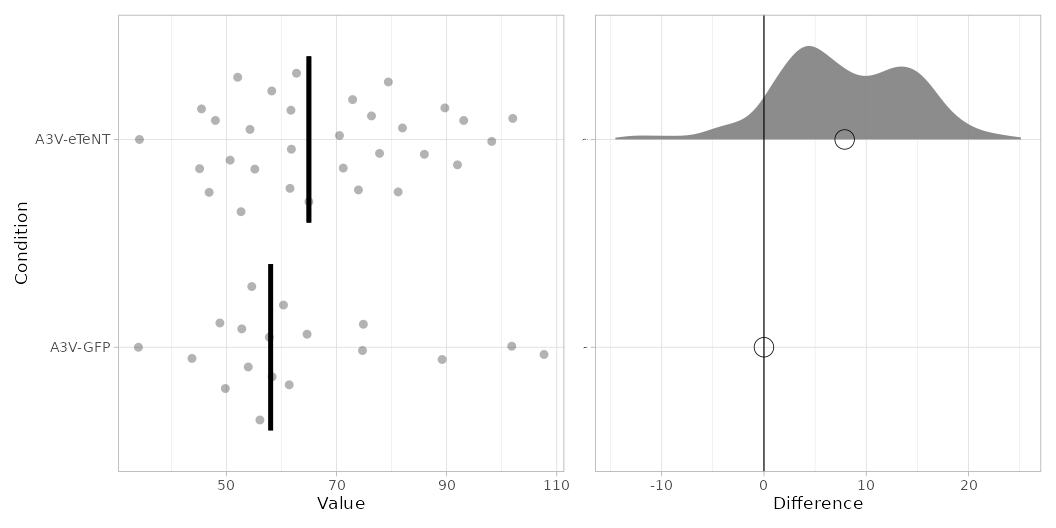 Condition
A3V-eTeNT
A3V-GFP
50 70 90 110
Value
-
-
-10 0 10 20
Difference